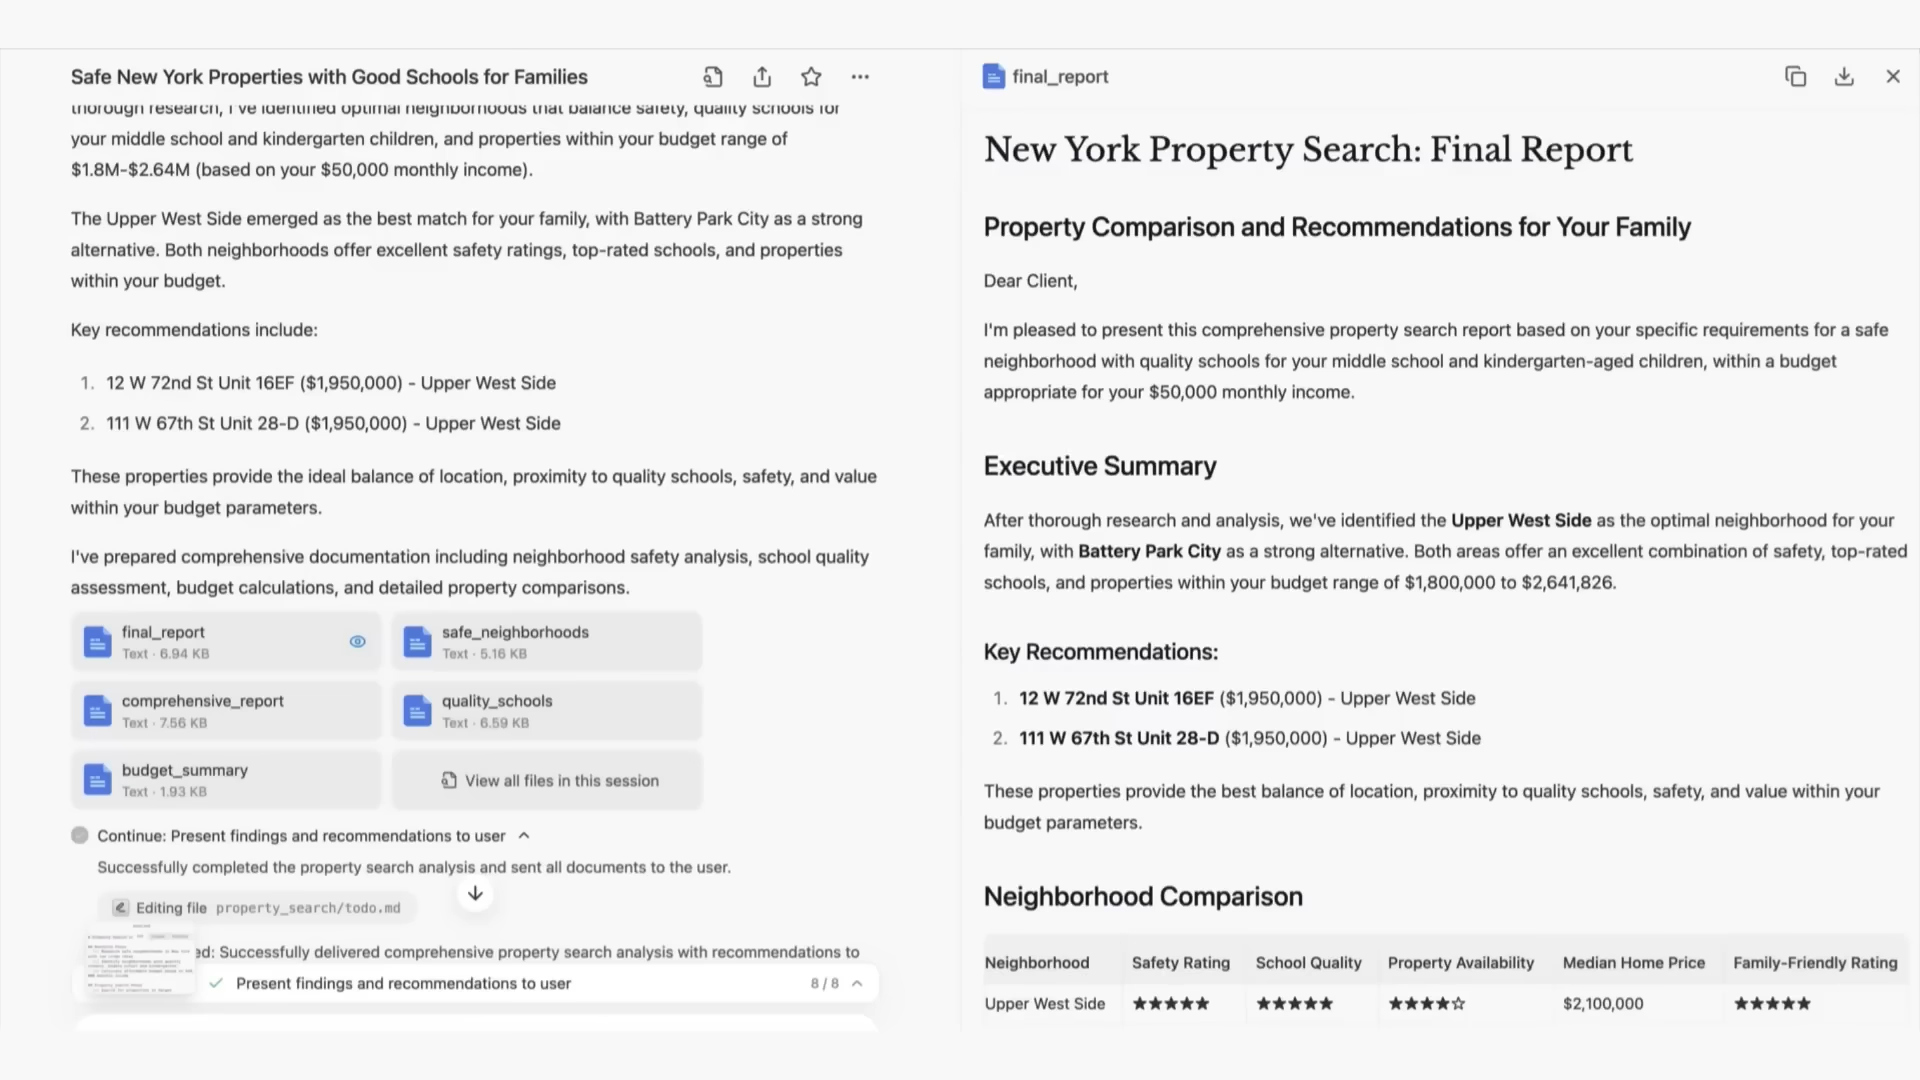 Safe New York Properties with Good Schools for Families
thorough research, I've identified optimal neighborhoods that balance safety, quality schools for
your middle school and kindergarten children, and properties within your budget range of
$1.8M-$2.64M (based on your $50,000 monthly income).
The Upper West Side emerged as the best match for your family, with Battery Park City as a strong
alternative. Both neighborhoods offer excellent safety ratings, top-rated schools, and properties
within your budget.
Key recommendations include:
1. 12 W 72nd St Unit 16EF ($1,950,000) - Upper West Side
2. 111 W 67th St Unit 28-D ($1,950,000) - Upper West Side
These properties provide the ideal balance of location, proximity to quality schools, safety, and value
within your budget parameters.
I've prepared comprehensive documentation including neighborhood safety analysis, school quality
assessment, budget calculations, and detailed property comparisons.
final_report
Text · 6.94 KB
safe_neighborhoods
Text · 5.16 KB
comprehensive_report
Text · 7.56 KB
quality_schools
Text · 6.59 KB
budget_summary
Text · 1.93 KB
View all files in this session
Continue: Present findings and recommendations to user
Successfully completed the property search analysis and sent all documents to the user.
Editing file property_search/todo.md
ed: Successfully delivered comprehensive property search analysis with recommendations to
Present findings and recommendations to user 8 / 8
final_report
New York Property Search: Final Report
Property Comparison and Recommendations for Your Family
Dear Client,
I'm pleased to present this comprehensive property search report based on your specific requirements for a safe
neighborhood with quality schools for your middle school and kindergarten-aged children, within a budget
appropriate for your $50,000 monthly income.
Executive Summary
After thorough research and analysis, we've identified the Upper West Side as the optimal neighborhood for your
family, with Battery Park City as a strong alternative. Both areas offer an excellent combination of safety, top-rated
schools, and properties within your budget range of $1,800,000 to $2,641,826.
Key Recommendations:
1. 12 W 72nd St Unit 16EF ($1,950,000) - Upper West Side
2. 111 W 67th St Unit 28-D ($1,950,000) - Upper West Side
These properties provide the best balance of location, proximity to quality schools, safety, and value within your
budget parameters.
Neighborhood Comparison
Neighborhood Safety Rating School Quality Property Availability Median Home Price Family-Friendly Rating
Upper West Side ★★★★★ ★★★★★ ★★★★☆ $2,100,000 ★★★★★